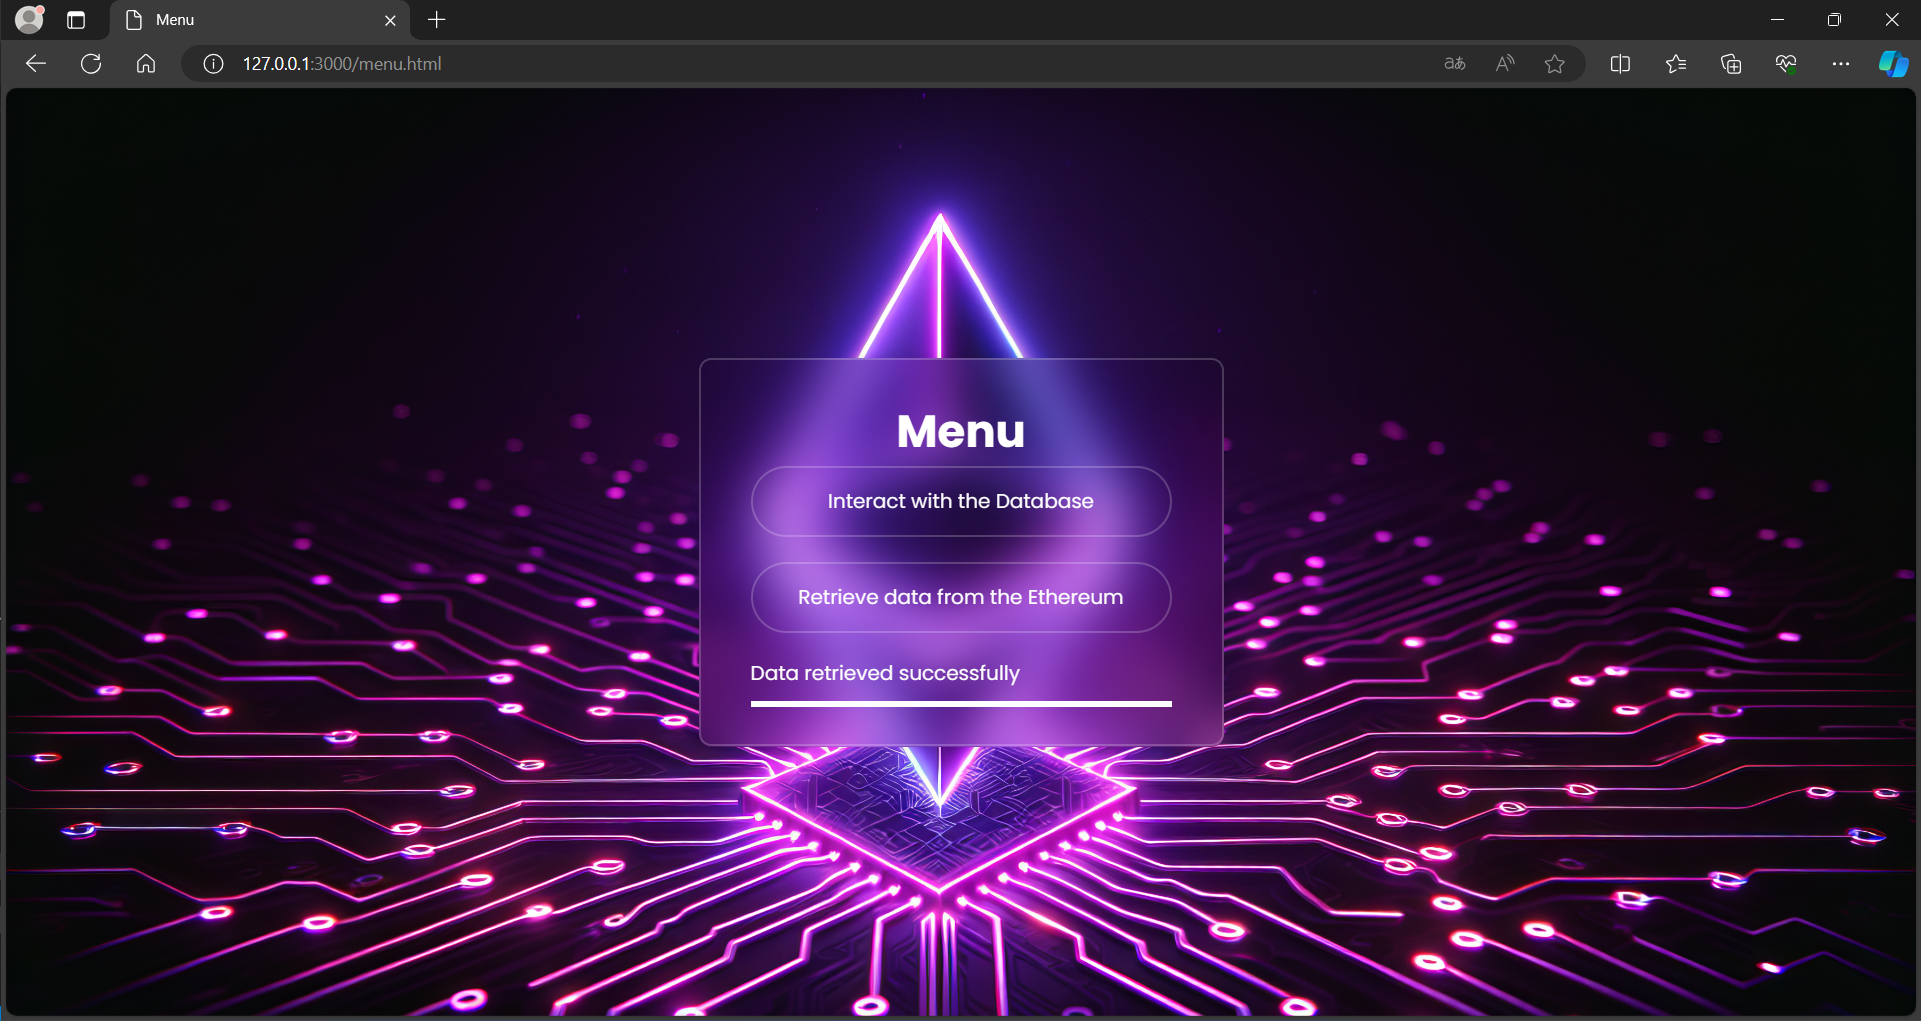 Menu
127.0.0.1:3000/menu.html
Menu
Interact with the Database
Retrieve data from the Ethereum
Data retrieved successfully